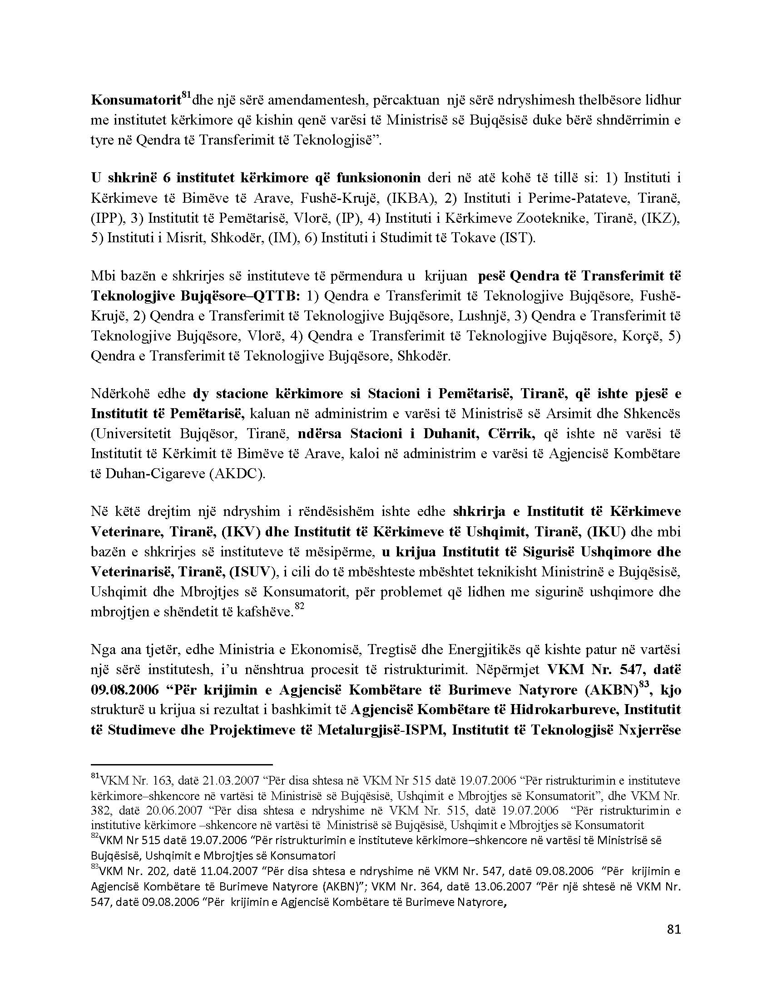 Konsumatorit81dhe një sërë amendamentesh, përcaktuan një sërë ndryshimesh thelbësore lidhur
me institutet kërkimore që kishin qenë varësi të Ministrisë së Bujqësisë duke bërë shndërrimin e
tyre në Qendra të Transferimit të Teknologjisë”.
U shkrinë 6 institutet kërkimore që funksiononin deri në atë kohë të tillë si: 1) Instituti i
Kërkimeve të Bimëve të Arave, Fushë-Krujë, (IKBA), 2) Instituti i Perime-Patateve, Tiranë,
(IPP), 3) Institutit të Pemëtarisë, Vlorë, (IP), 4) Instituti i Kërkimeve Zooteknike, Tiranë, (IKZ),
5) Instituti i Misrit, Shkodër, (IM), 6) Instituti i Studimit të Tokave (IST).
Mbi bazën e shkrirjes së instituteve të përmendura u krijuan pesë Qendra të Transferimit të
Teknologjive Bujqësore–QTTB: 1) Qendra e Transferimit të Teknologjive Bujqësore, Fushë-
Krujë, 2) Qendra e Transferimit të Teknologjive Bujqësore, Lushnjë, 3) Qendra e Transferimit të
Teknologjive Bujqësore, Vlorë, 4) Qendra e Transferimit të Teknologjive Bujqësore, Korçë, 5)
Qendra e Transferimit të Teknologjive Bujqësore, Shkodër.
Ndërkohë edhe dy stacione kërkimore si Stacioni i Pemëtarisë, Tiranë, që ishte pjesë e
Institutit të Pemëtarisë, kaluan në administrim e varësi të Ministrisë së Arsimit dhe Shkencës
(Universitetit Bujqësor, Tiranë, ndërsa Stacioni i Duhanit, Cërrik, që ishte në varësi të
Institutit të Kërkimit të Bimëve të Arave, kaloi në administrim e varësi të Agjencisë Kombëtare
të Duhan-Cigareve (AKDC).
Në këtë drejtim një ndryshim i rëndësishëm ishte edhe shkrirja e Institutit të Kërkimeve
Veterinare, Tiranë, (IKV) dhe Institutit të Kërkimeve të Ushqimit, Tiranë, (IKU) dhe mbi
bazën e shkrirjes së instituteve të mësipërme, u krijua Institutit të Sigurisë Ushqimore dhe
Veterinarisë, Tiranë, (ISUV), i cili do të mbështeste mbështet teknikisht Ministrinë e Bujqësisë,
Ushqimit dhe Mbrojtjes së Konsumatorit, për problemet që lidhen me sigurinë ushqimore dhe
mbrojtjen e shëndetit të kafshëve.82
Nga ana tjetër, edhe Ministria e Ekonomisë, Tregtisë dhe Energjitikës që kishte patur në vartësi
një sërë institutesh, i’u nënshtrua procesit të ristrukturimit. Nëpërmjet VKM Nr. 547, datë
09.08.2006 “Për krijimin e Agjencisë Kombëtare të Burimeve Natyrore (AKBN)83, kjo
strukturë u krijua si rezultat i bashkimit të Agjencisë Kombëtare të Hidrokarbureve, Institutit
të Studimeve dhe Projektimeve të Metalurgjisë-ISPM, Institutit të Teknologjisë Nxjerrëse
81VKM Nr. 163, datë 21.03.2007 “Për disa shtesa në VKM Nr 515 datë 19.07.2006 “Për ristrukturimin e instituteve
kërkimore–shkencore në vartësi të Ministrisë së Bujqësisë, Ushqimit e Mbrojtjes së Konsumatorit”, dhe VKM Nr.
382, datë 20.06.2007 “Për disa shtesa e ndryshime në VKM Nr. 515, datë 19.07.2006 “Për ristrukturimin e
institutive kërkimore –shkencore në vartësi të Ministrisë së Bujqësisë, Ushqimit e Mbrojtjes së Konsumatorit
82VKM Nr 515 datë 19.07.2006 “Për ristrukturimin e instituteve kërkimore–shkencore në vartësi të Ministrisë së
Bujqësisë, Ushqimit e Mbrojtjes së Konsumatori
83VKM Nr. 202, datë 11.04.2007 “Për disa shtesa e ndryshime në VKM Nr. 547, datë 09.08.2006 “Për krijimin e
Agjencisë Kombëtare të Burimeve Natyrore (AKBN)”; VKM Nr. 364, datë 13.06.2007 “Për një shtesë në VKM Nr.
547, datë 09.08.2006 “Për krijimin e Agjencisë Kombëtare të Burimeve Natyrore,
81